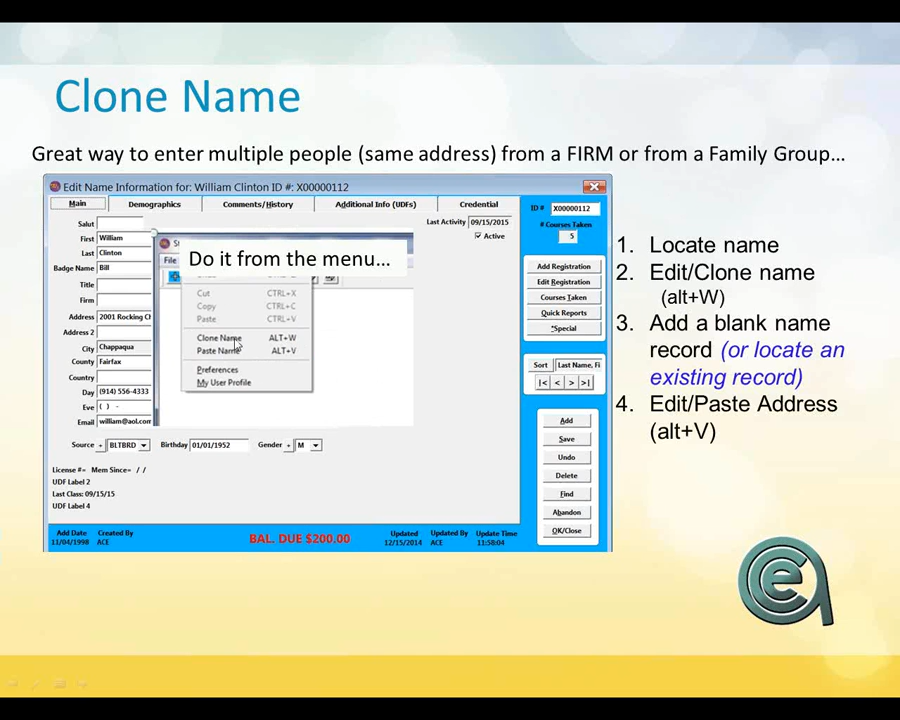 Clone Name
Great way to enter multiple people (same address) from a FIRM or from a Family Group...
Edit Name Information for: William Clinton ID #: X00000112
Main Demographics Comments/History Additional Info (UDFs) Credential
Salut
First William
Last Clinton
Badge Name Bill
Title
Firm
Address 2001 Rocking Ch
Address 2
City Chappaqua
County Fairfax
Country
Day (914) 556-4333
Eve ( ) -
Email william@aol.com
Last Activity 09/15/2015
Active
File
Do it from the menu...
Cut CTRL+X
Copy CTRL+C
Paste CTRL+V
Clone Name ALT+W
Paste Name ALT+V
Preferences
My User Profile
Source + BLTBRD Birthday 01/01/1952 Gender + M
License #= Mem Since= / /
UDF Label 2
Last Class: 09/15/15
UDF Label 4
Add Date Created By
11/04/1998 ACE
BAL. DUE $200.00
Updated Updated By Update Time
12/15/2014 ACE 11:58:04
ID # X00000112
# Courses Taken
5
Add Registration
Edit Registration
Courses Taken
Quick Reports
*Special
Sort Last Name, Fi
|< < > >|
Add
Save
Undo
Delete
Find
Abandon
OK/Close
1. Locate name
2. Edit/Clone name
(alt+W)
3. Add a blank name
record (or locate an
existing record)
4. Edit/Paste Address
(alt+V)